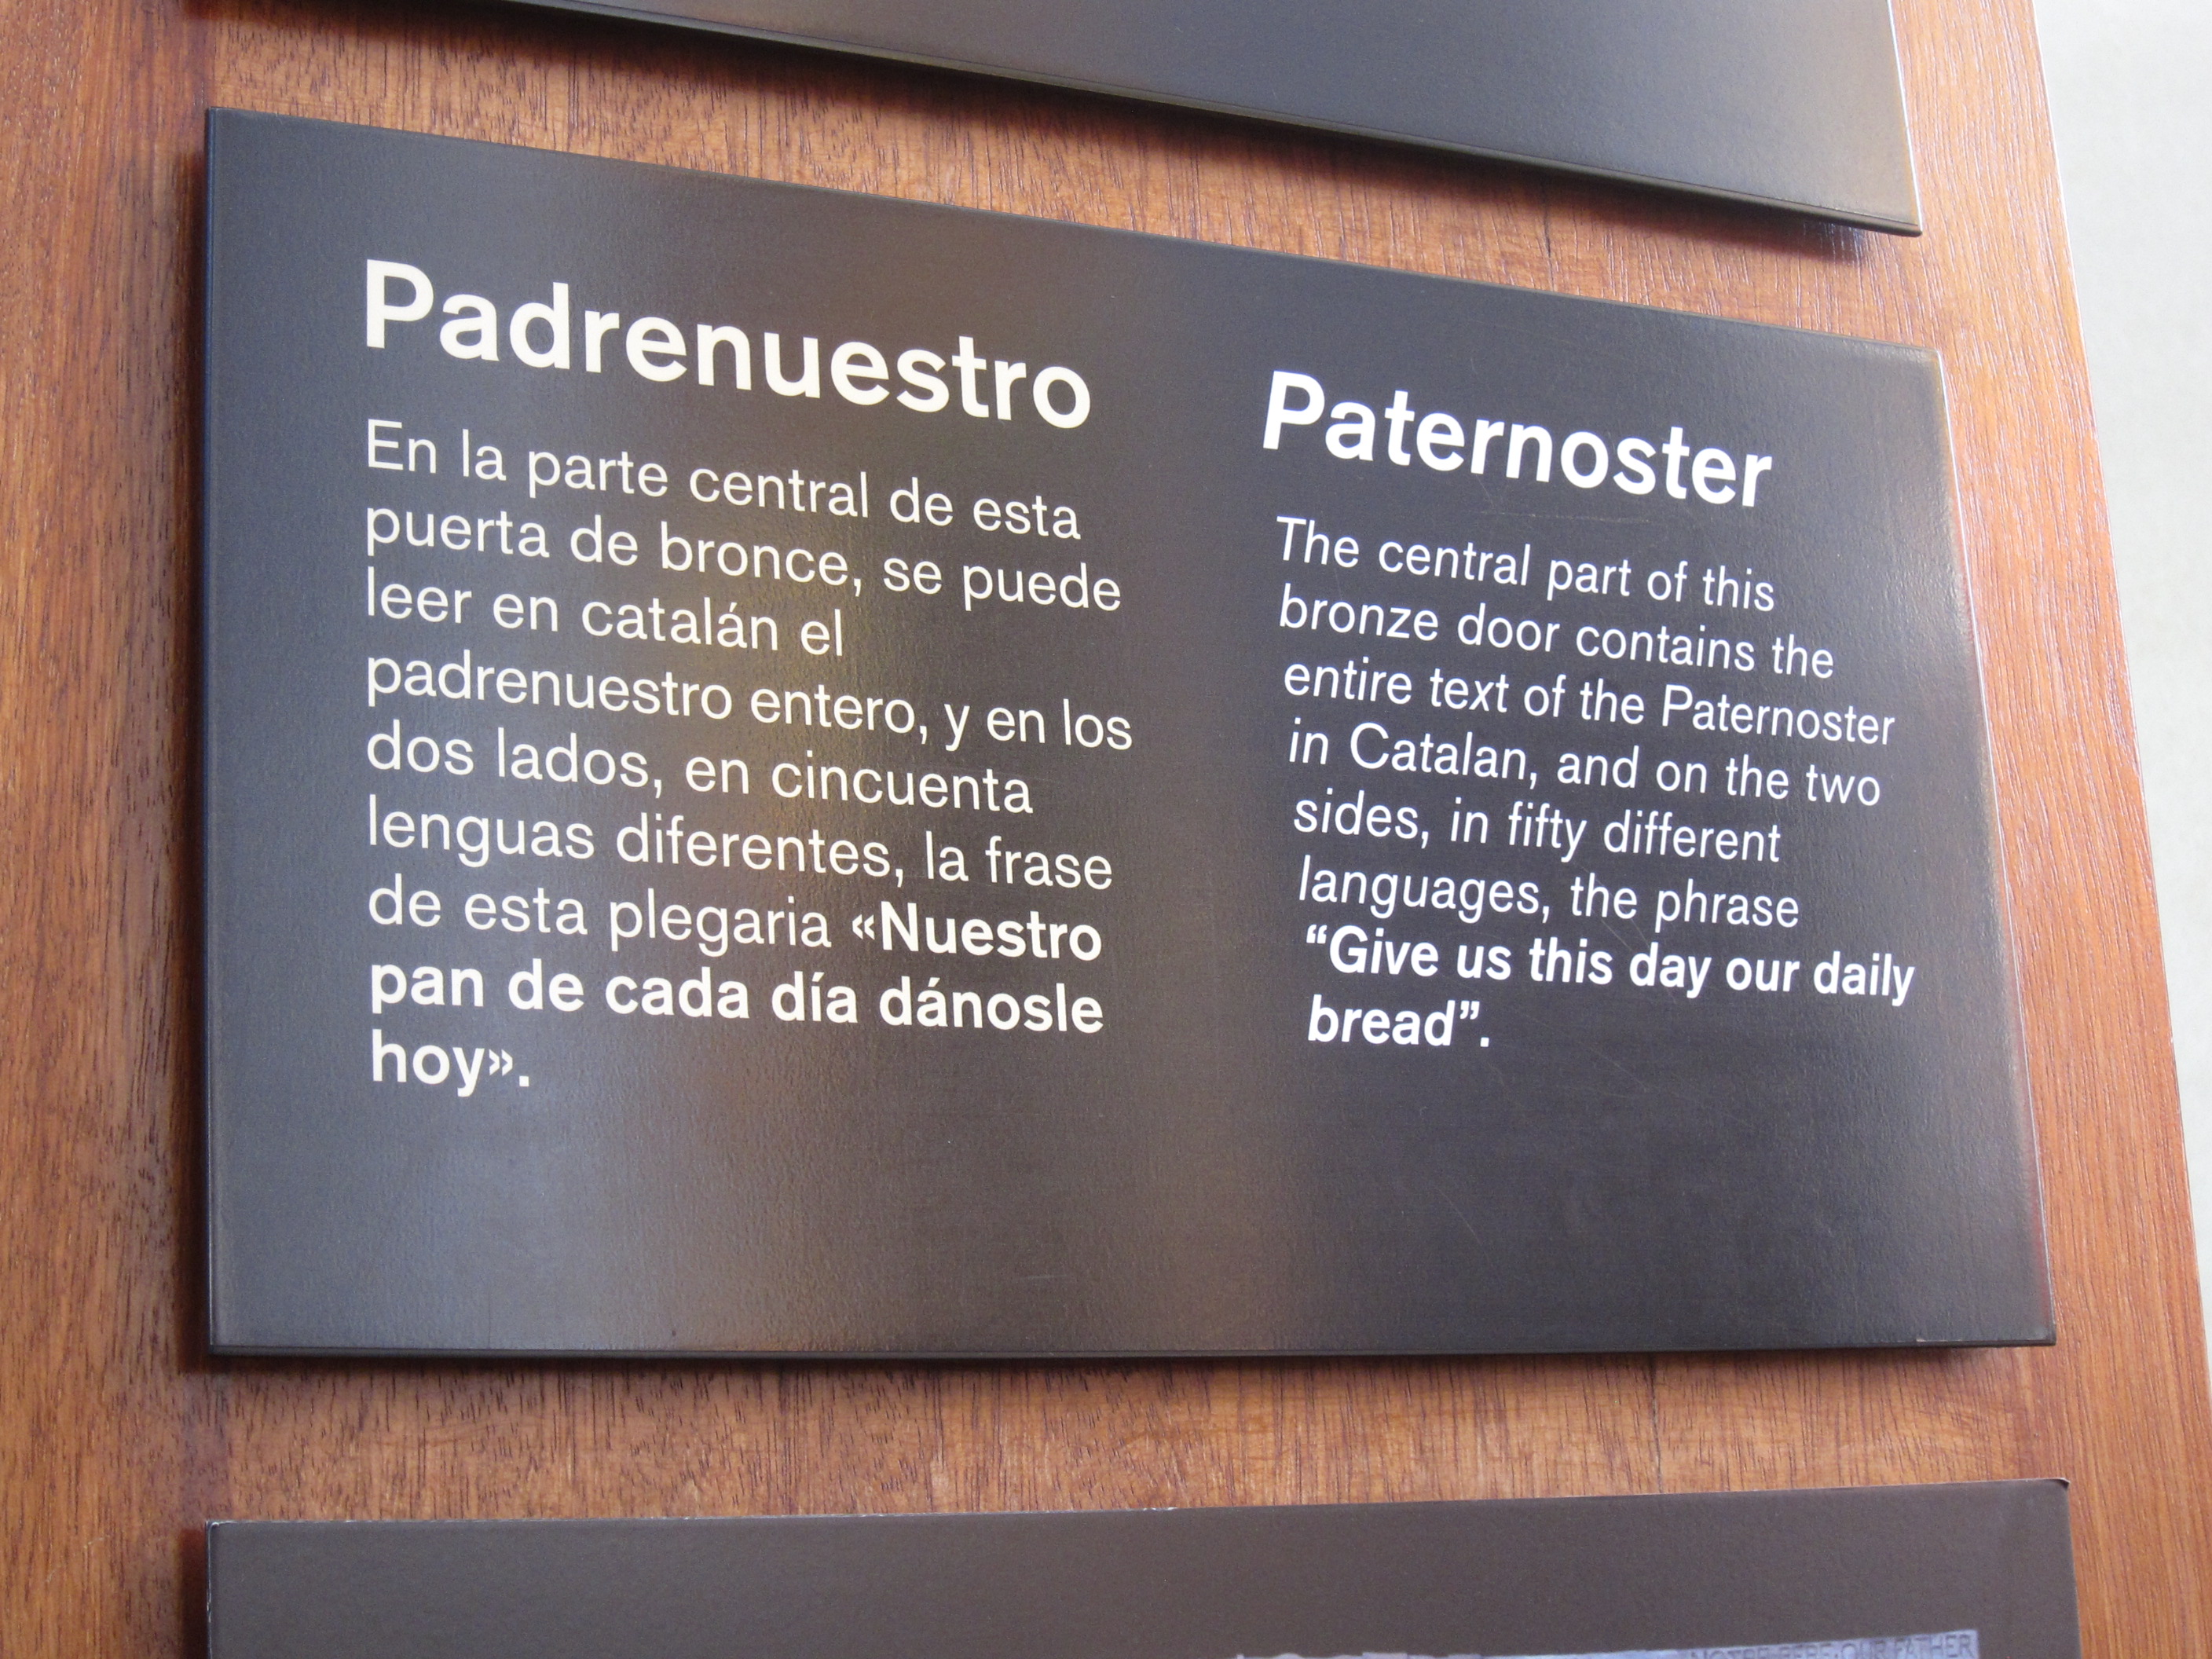 Padrenuestro
En la parte central de esta
puerta de bronce, se puede
leer en catalán el
padrenuestro entero, y en los
dos lados, en cincuenta
lenguas diferentes, la frase
de esta plegaria «Nuestro
pan de cada día dánosle
hoy».
Paternoster
The central part of this
bronze door contains the
entire text of the Paternoster
in Catalan, and on the two
sides, in fifty different
languages, the phrase
“Give us this day our daily
bread”.
OUR FATHER